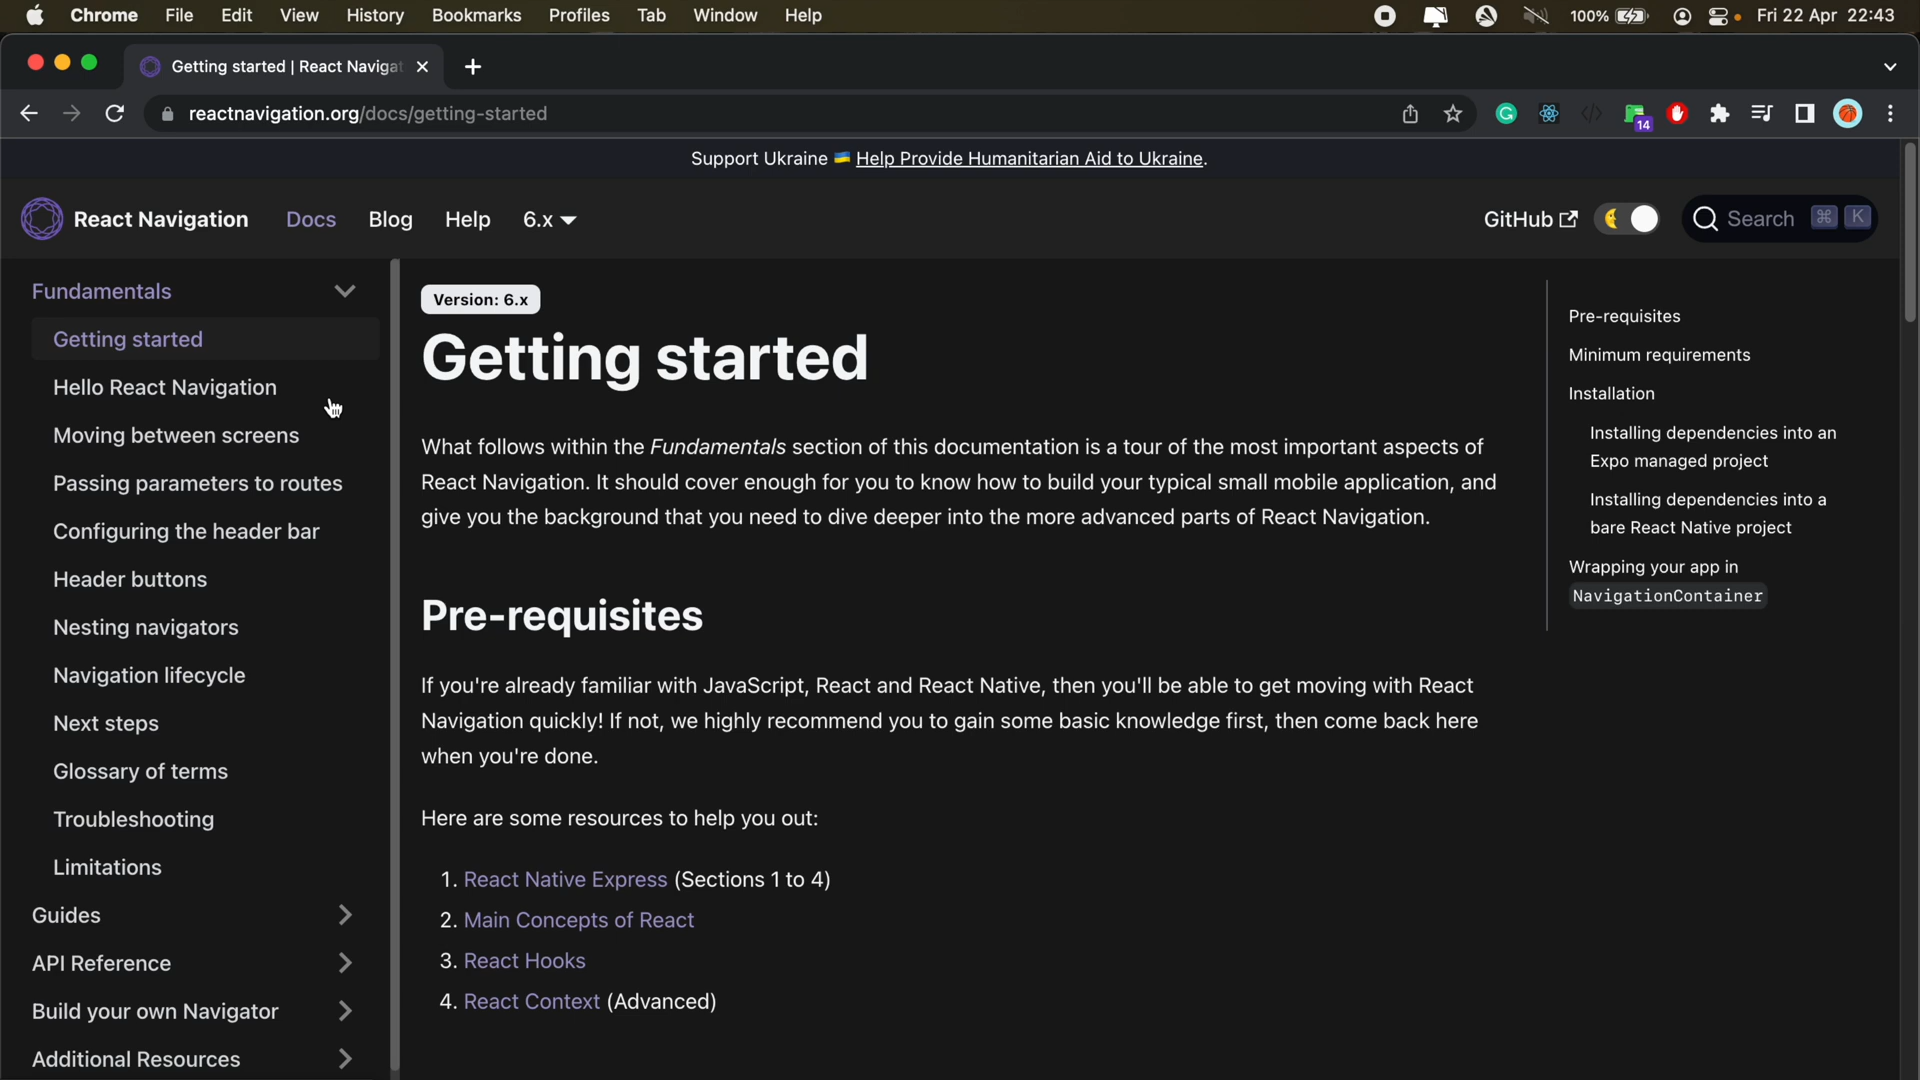 Chrome File Edit View History Bookmarks Profiles Tab Window Help 100% Fri 22 Apr 22:43
Getting started | React Navigat
reactnavigation.org/docs/getting-started 14
Support Ukraine 🇺🇦 Help Provide Humanitarian Aid to Ukraine.
React Navigation Docs Blog Help 6.x GitHub Search ⌘ K
Fundamentals
Getting started
Hello React Navigation
Moving between screens
Passing parameters to routes
Configuring the header bar
Header buttons
Nesting navigators
Navigation lifecycle
Next steps
Glossary of terms
Troubleshooting
Limitations
Guides
API Reference
Build your own Navigator
Additional Resources
Version: 6.x
Getting started
What follows within the Fundamentals section of this documentation is a tour of the most important aspects of
React Navigation. It should cover enough for you to know how to build your typical small mobile application, and
give you the background that you need to dive deeper into the more advanced parts of React Navigation.
Pre-requisites
If you're already familiar with JavaScript, React and React Native, then you'll be able to get moving with React
Navigation quickly! If not, we highly recommend you to gain some basic knowledge first, then come back here
when you're done.
Here are some resources to help you out:
1. React Native Express (Sections 1 to 4)
2. Main Concepts of React
3. React Hooks
4. React Context (Advanced)
Pre-requisites
Minimum requirements
Installation
Installing dependencies into an
Expo managed project
Installing dependencies into a
bare React Native project
Wrapping your app in
NavigationContainer